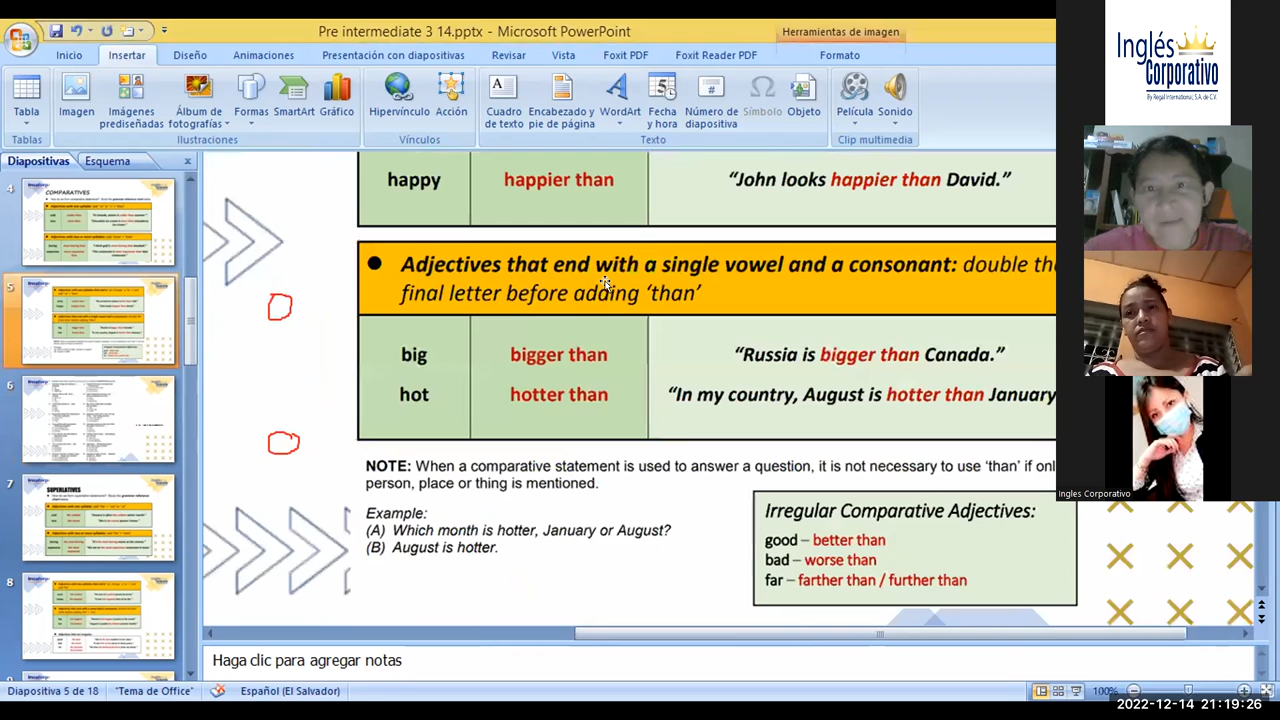 Pre intermediate 3 14.pptx - Microsoft PowerPoint
Herramientas de imagen
Inicio
Insertar
Diseño
Animaciones
Presentación con diapositivas
Revisar
Vista
Foxit PDF
Foxit Reader PDF
Formato
Tabla
Imagen
Imágenes prediseñadas
Álbum de fotografías
Formas
SmartArt
Gráfico
Hipervínculo
Acción
Cuadro de texto
Encabezado y pie de página
WordArt
Fecha y hora
Número de diapositiva
Símbolo
Objeto
Película
Sonido
Tablas
Ilustraciones
Vínculos
Texto
Clip multimedia
Diapositivas
Esquema
4
COMPARATIVES
5
6
7
SUPERLATIVES
8
happy
happier than
“John looks happier than David.”
Adjectives that end with a single vowel and a consonant: double the
final letter before adding ‘than’
big
bigger than
“Russia is bigger than Canada.”
hot
hotter than
“In my country, August is hotter than January
NOTE: When a comparative statement is used to answer a question, it is not necessary to use ‘than’ if onl
person, place or thing is mentioned.
Example:
(A) Which month is hotter, January or August?
(B) August is hotter.
Irregular Comparative Adjectives:
good – better than
bad – worse than
far – farther than / further than
Haga clic para agregar notas
Diapositiva 5 de 18
"Tema de Office"
Español (El Salvador)
100%
Inglés
Corporativo
By Regal International, S.A. de C.V.
Ingles Corporativo
2022-12-14 21:19:26